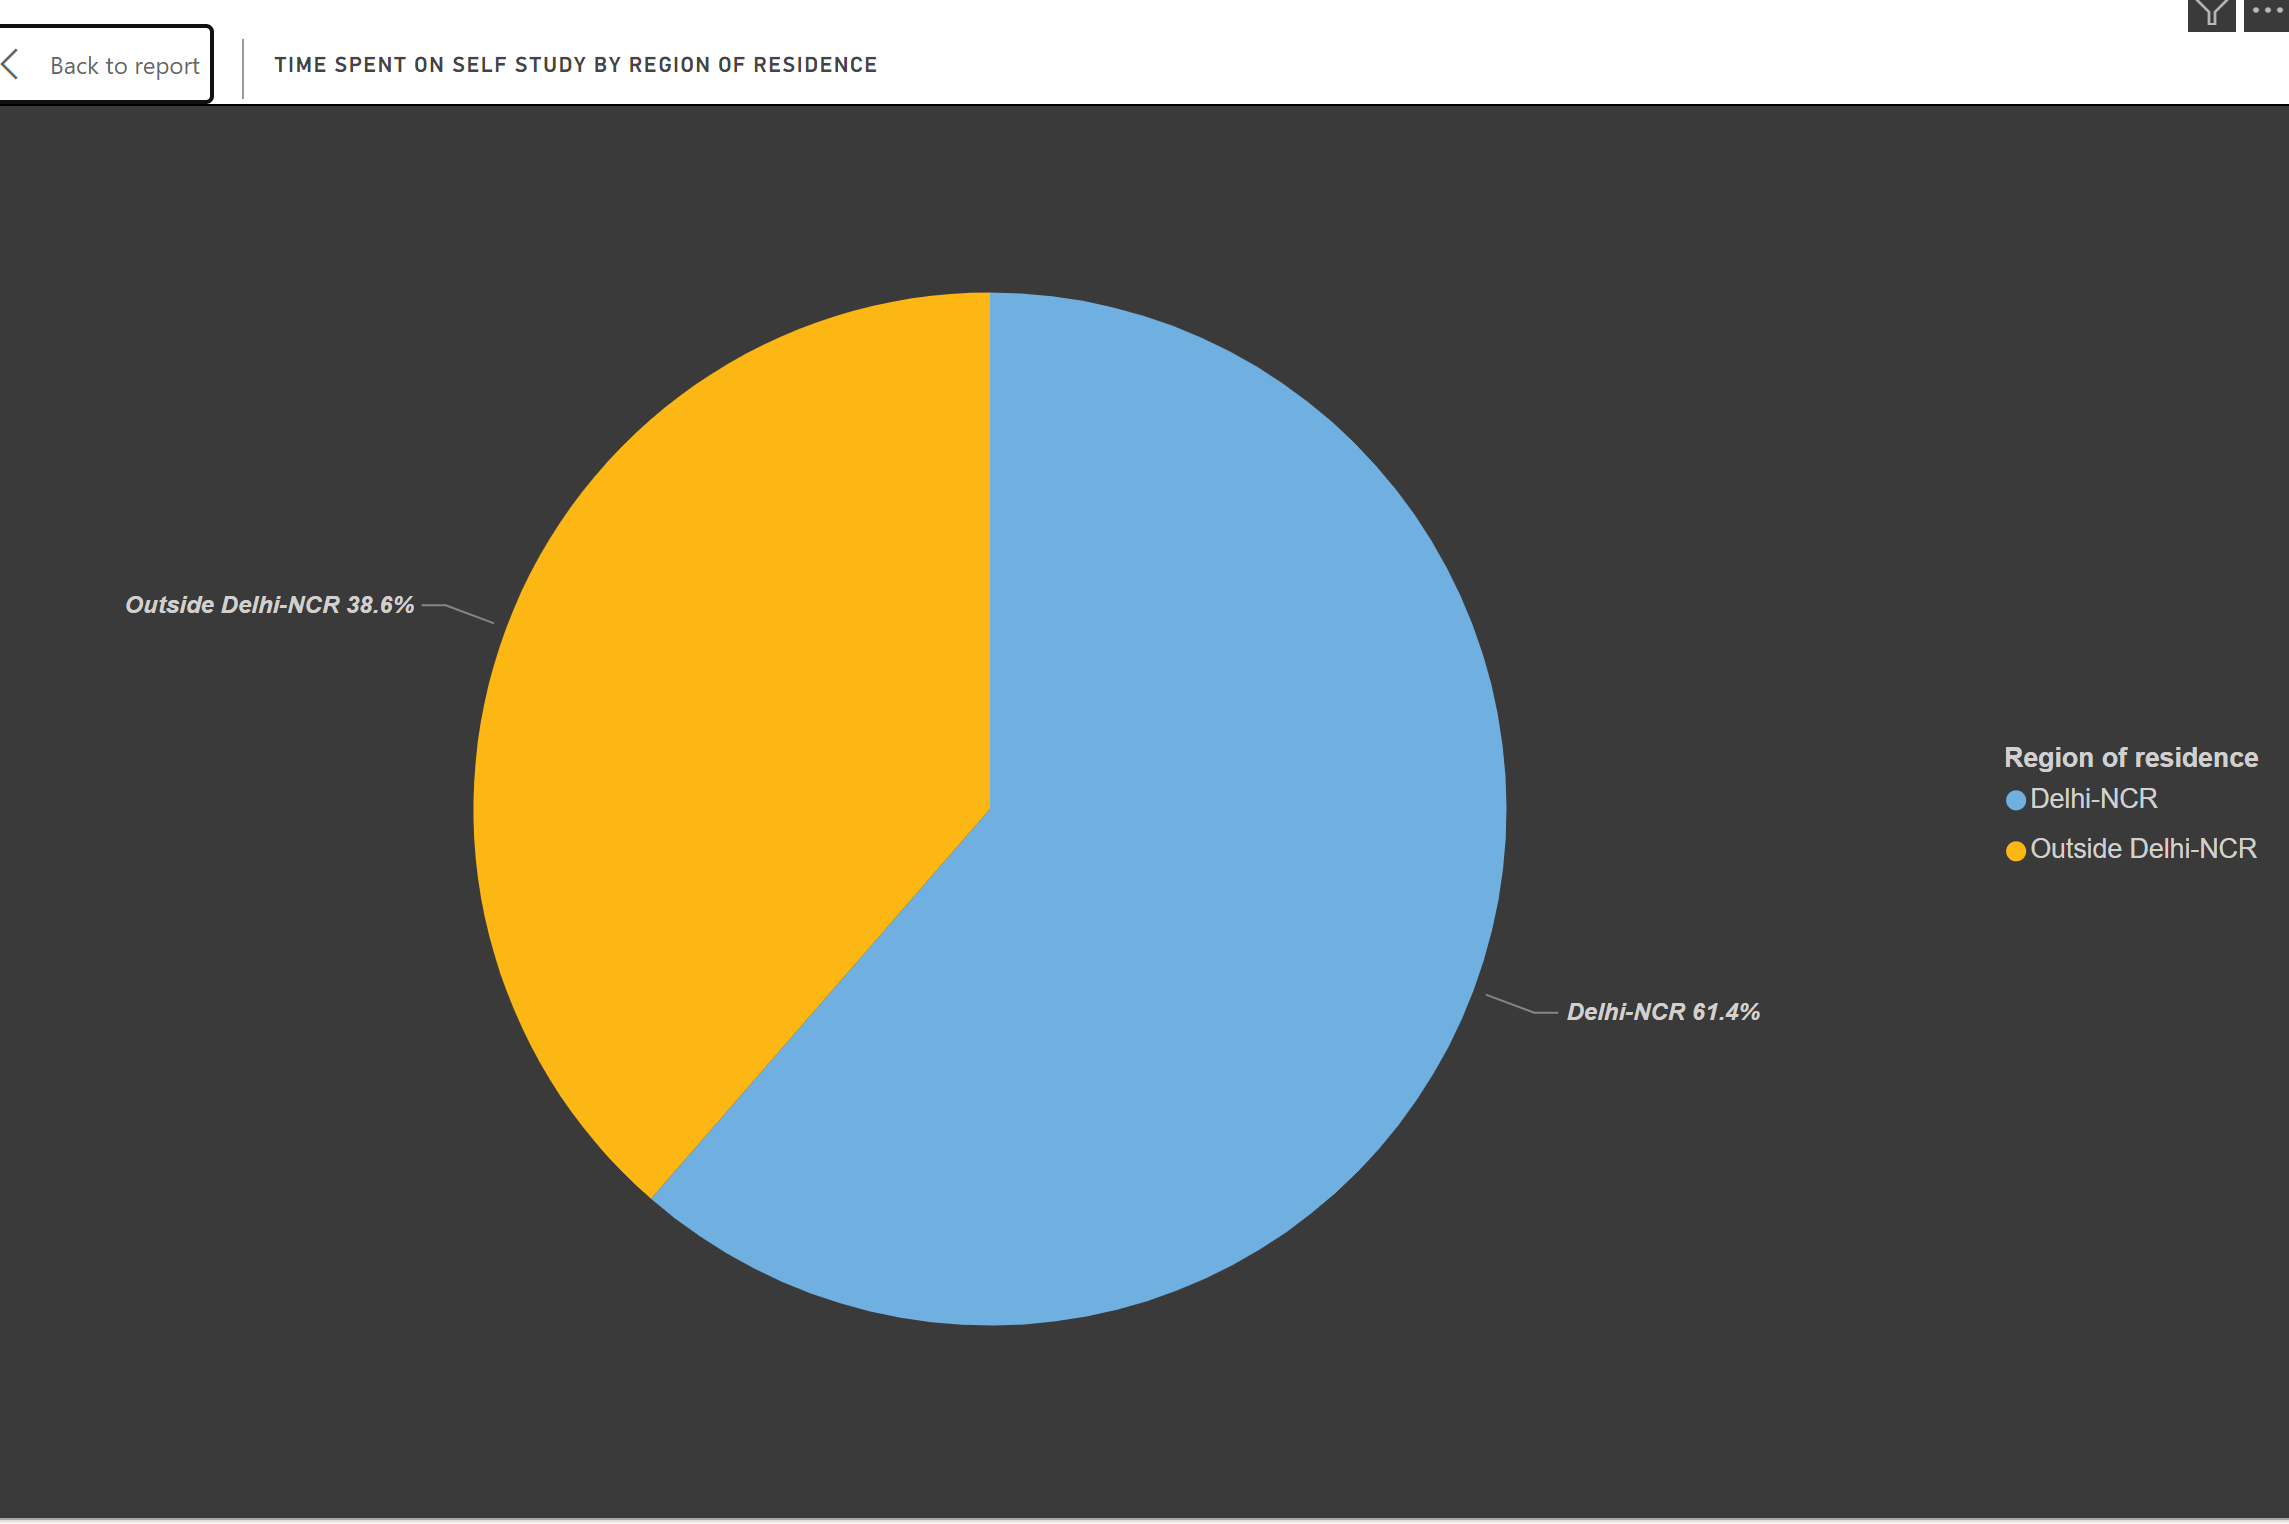 Back to report
TIME SPENT ON SELF STUDY BY REGION OF RESIDENCE
Outside Delhi-NCR 38.6%
Delhi-NCR 61.4%
Region of residence
Delhi-NCR
Outside Delhi-NCR